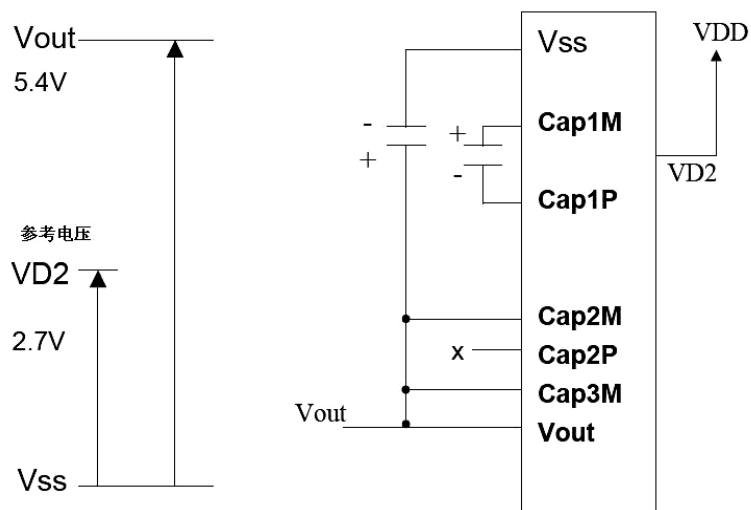 Vout
5.4V
参考电压
VD2
2.7V
Vss
Vss
VDD
-
+
+
-
Cap1M
VD2
Cap1P
Cap2M
x
Cap2P
Cap3M
Vout
Vout